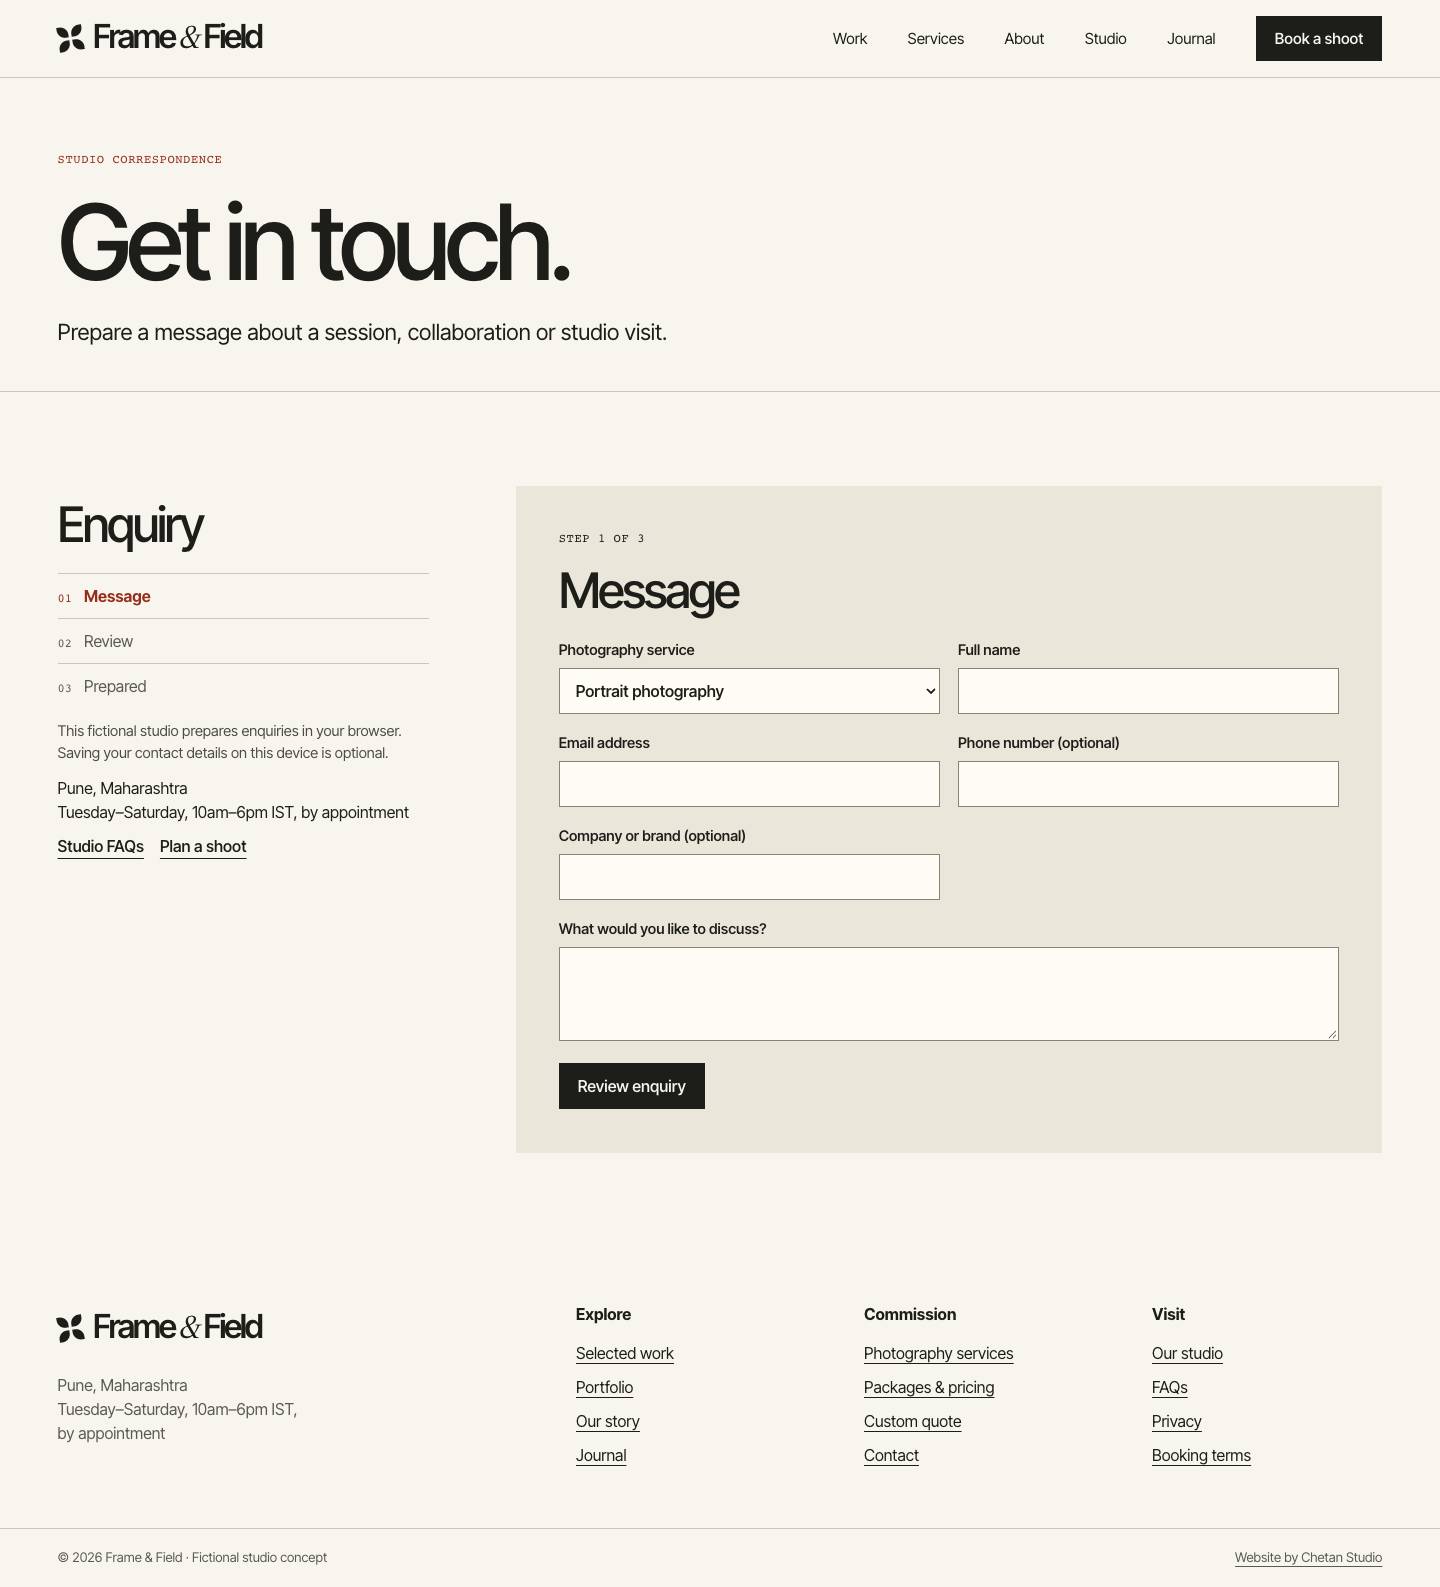 Frame & Field
Work
Services
About
Studio
Journal
Book a shoot
STUDIO CORRESPONDENCE
Get in touch.
Prepare a message about a session, collaboration or studio visit.
Enquiry
01 Message
02 Review
03 Prepared
This fictional studio prepares enquiries in your browser.
Saving your contact details on this device is optional.
Pune, Maharashtra
Tuesday–Saturday, 10am–6pm IST, by appointment
Studio FAQs Plan a shoot
STEP 1 OF 3
Message
Photography service
Portrait photography
Full name
Email address
Phone number (optional)
Company or brand (optional)
What would you like to discuss?
Review enquiry
Frame & Field
Pune, Maharashtra
Tuesday–Saturday, 10am–6pm IST,
by appointment
Explore
Selected work
Portfolio
Our story
Journal
Commission
Photography services
Packages & pricing
Custom quote
Contact
Visit
Our studio
FAQs
Privacy
Booking terms
© 2026 Frame & Field · Fictional studio concept
Website by Chetan Studio